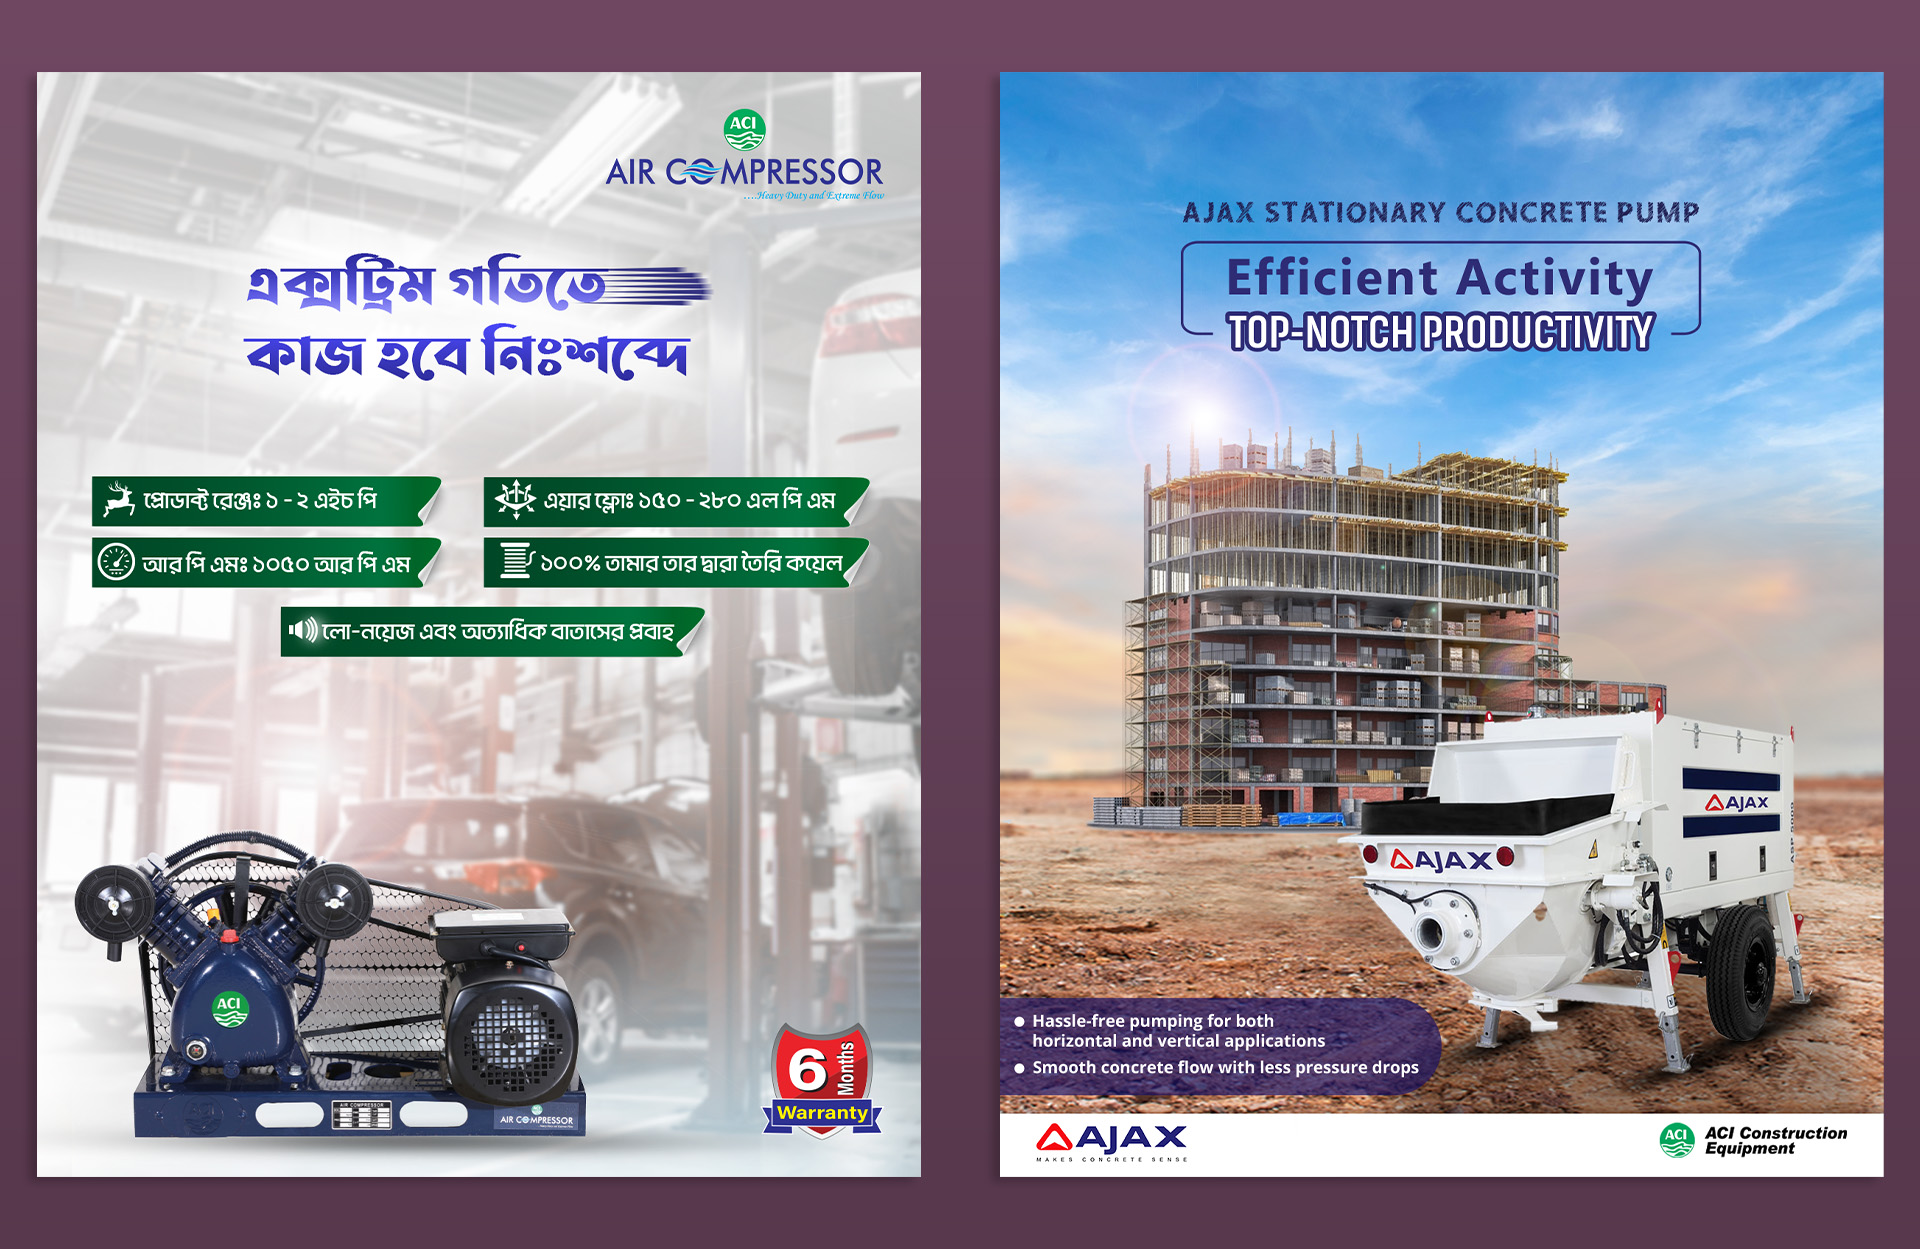 ACI
AIR COMPRESSOR
....Heavy Duty and Extreme Flow
এক্সট্রিম গতিতে
কাজ হবে নিঃশব্দে
প্রোডাক্ট রেঞ্জঃ ১ - ২ এইচ পি
এয়ার ফ্লোঃ ১৫০ - ২৮০ এল পি এম
আর পি এমঃ ১০৫০ আর পি এম
১০০% তামার তার দ্বারা তৈরি কয়েল
লো-নয়েজ এবং অত্যাধিক বাতাসের প্রবাহ
ACI
AIR COMPRESSOR
AIR COMPRESSOR
6 Months
Warranty
AJAX STATIONARY CONCRETE PUMP
Efficient Activity
TOP-NOTCH PRODUCTIVITY
AJAX
AJAX
Hassle-free pumping for both
horizontal and vertical applications
Smooth concrete flow with less pressure drops
AJAX
MAKES CONCRETE SENSE
ACI
ACI Construction
Equipment